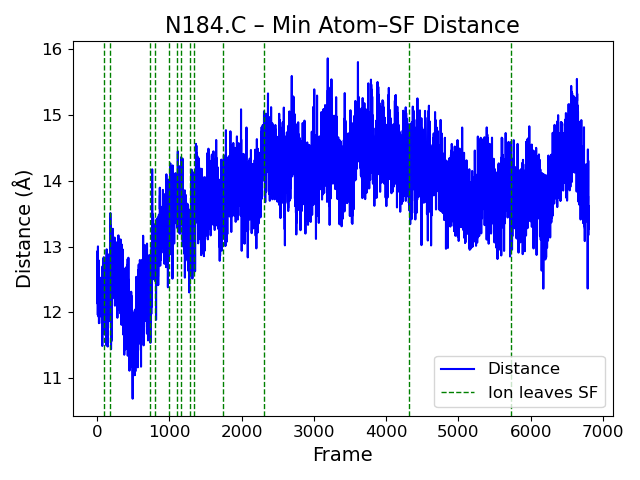 N184.C – Min Atom–SF Distance
Distance (Å)
16
15
14
13
12
11
Distance
Ion leaves SF
0 1000 2000 3000 4000 5000 6000 7000
Frame